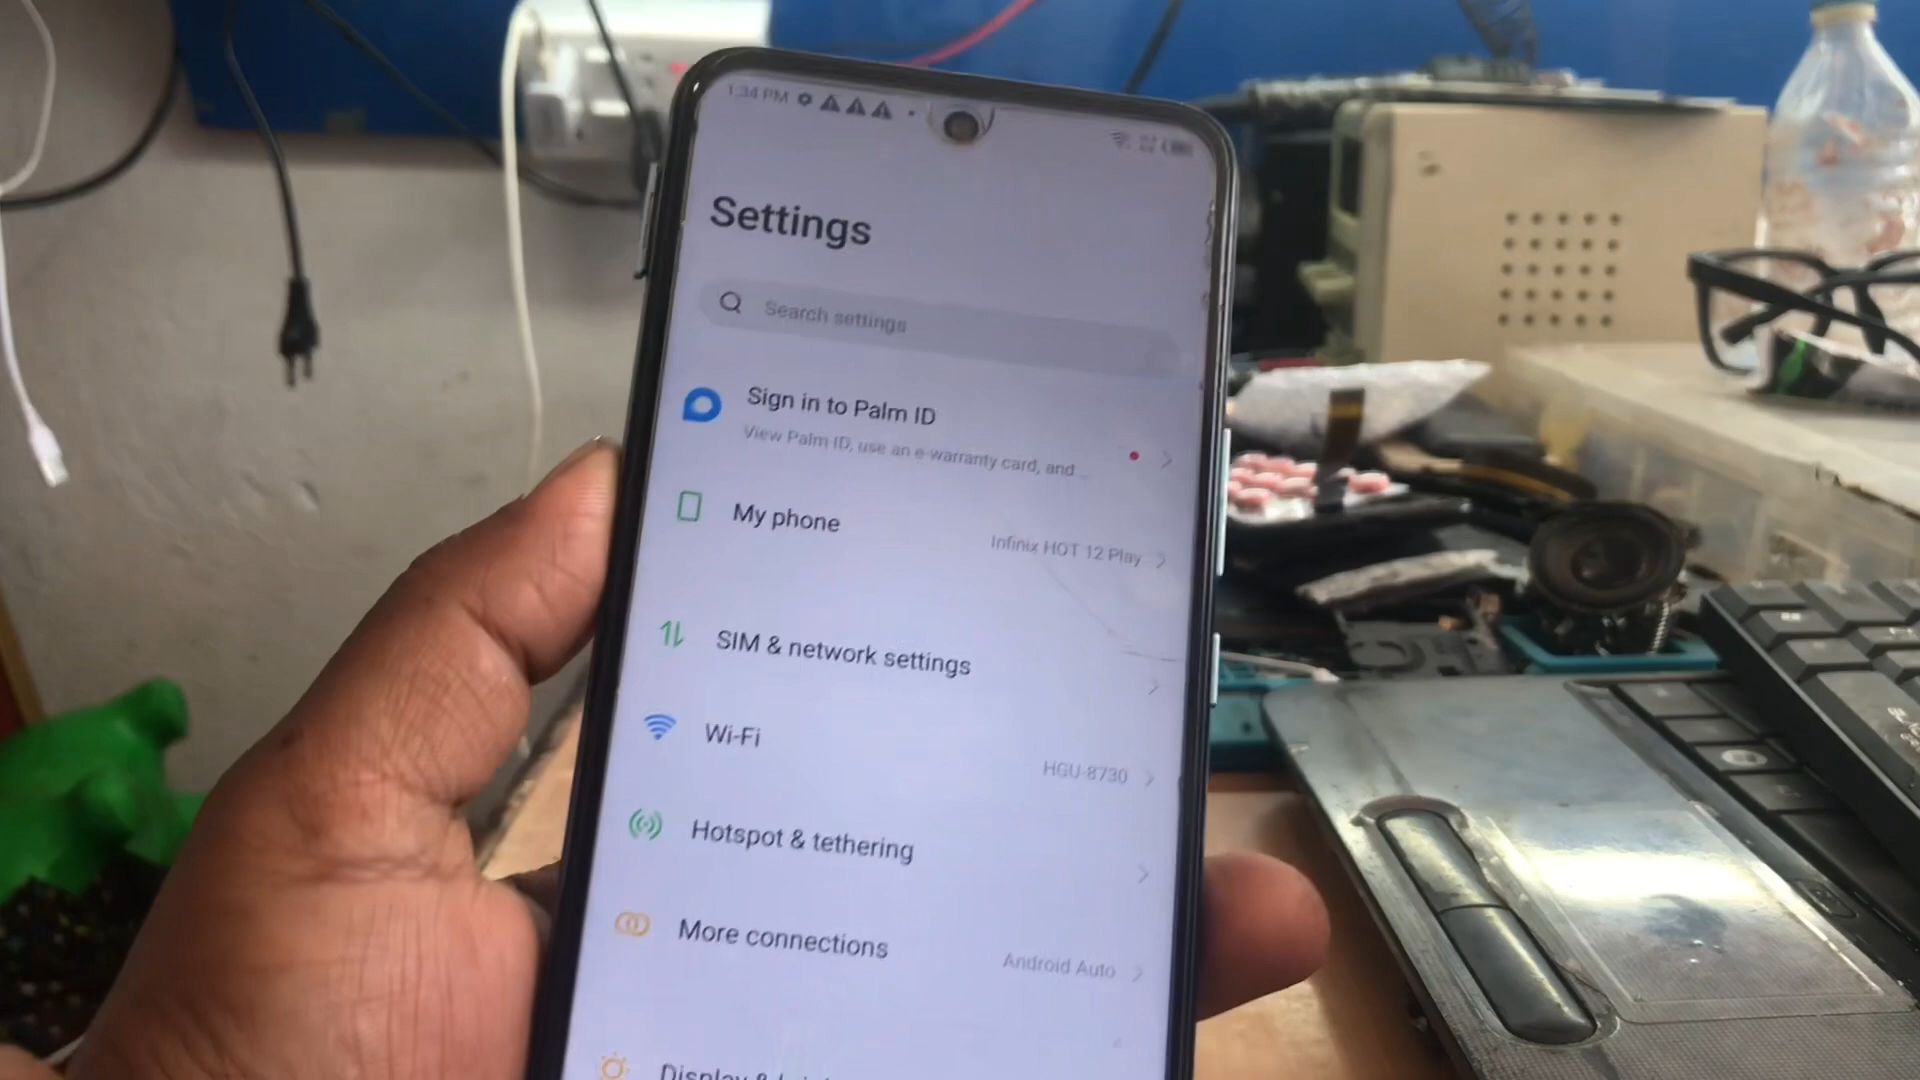 1:34 PM
Settings
Search settings
Sign in to Palm ID
View Palm ID, use an e-warranty card, and ...
My phone
Infinix HOT 12 Play
SIM & network settings
Wi-Fi
HGU-8730
Hotspot & tethering
More connections
Android Auto
Display &